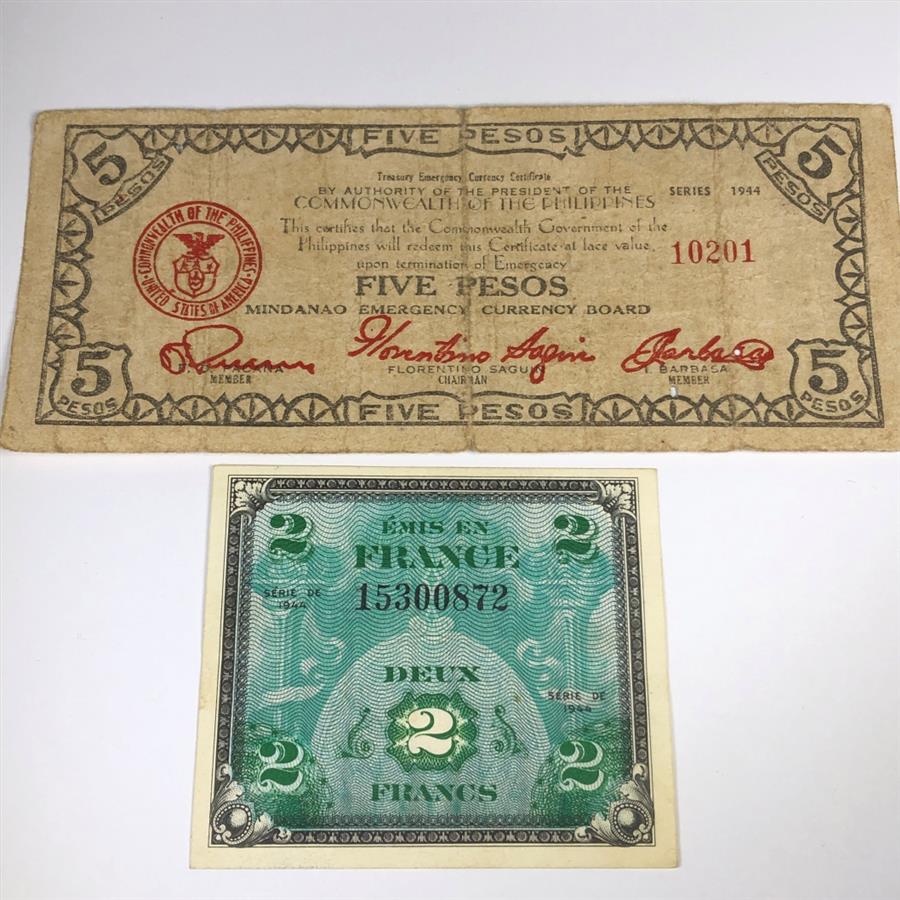 FIVE PESOS
5 PESOS
5 PESOS
Treasury Emergency Currency Certificate
BY AUTHORITY OF THE PRESIDENT OF THE
SERIES 1944
COMMONWEALTH OF THE PHILIPPINES
This certifies that the Commonwealth Government of the
Philippines will redeem this Certificate at face value,
upon termination of Emergency
10201
COMMONWEALTH OF THE PHILIPPINES
UNITED STATES OF AMERICA
FIVE PESOS
MINDANAO EMERGENCY CURRENCY BOARD
Florentino Saguin
FLORENTINO SAGUIN
BARBASA
MEMBER
CHAIRMAN
MEMBER
5 PESOS
FIVE PESOS
5 PESOS
2
ÉMIS EN
2
FRANCE
SÉRIE DE
1944
15300872
DEUX
SÉRIE DE
1944
2
2
2
FRANCS